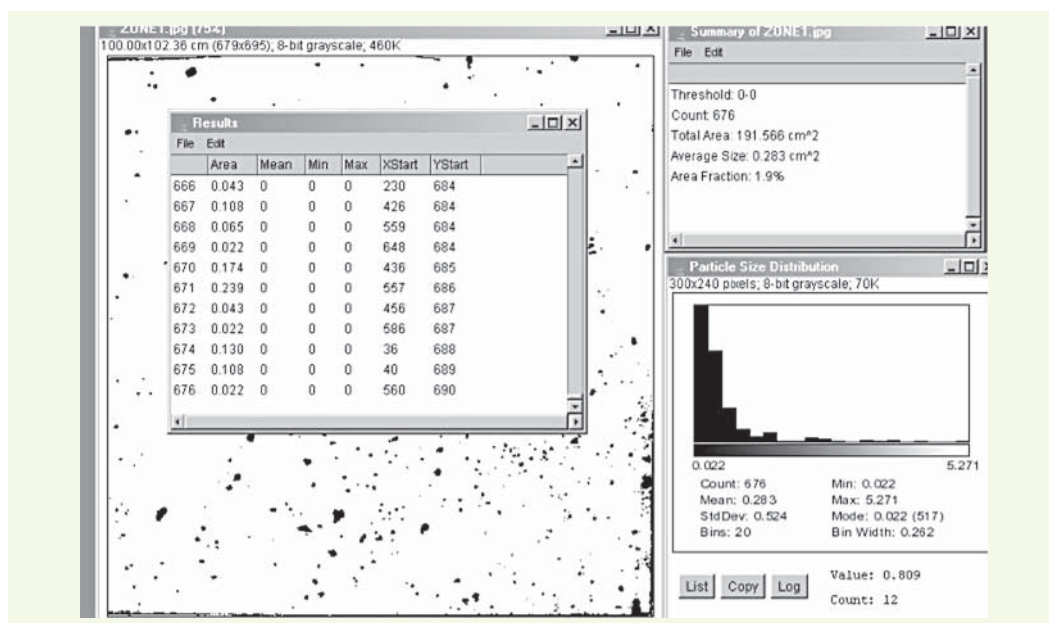 ZONE1.jpg (75%)
100.00x102.36 cm (679x695); 8-bit grayscale; 460K
Results
File Edit
Area Mean Min Max XStart YStart
666 0.043 0 0 0 230 684
667 0.108 0 0 0 426 684
668 0.065 0 0 0 559 684
669 0.022 0 0 0 648 684
670 0.174 0 0 0 436 685
671 0.239 0 0 0 557 686
672 0.043 0 0 0 456 687
673 0.022 0 0 0 586 687
674 0.130 0 0 0 36 688
675 0.108 0 0 0 40 689
676 0.022 0 0 0 560 690
Summary of ZONE1.jpg
File Edit
Threshold: 0-0
Count: 676
Total Area: 191.566 cm^2
Average Size: 0.283 cm^2
Area Fraction: 1.9%
Particle Size Distribution
300x240 pixels; 8-bit grayscale; 70K
0.022 5.271
Count: 676 Min: 0.022
Mean: 0.283 Max: 5.271
StdDev: 0.524 Mode: 0.022 (517)
Bins: 20 Bin Width: 0.262
List Copy Log
Value: 0.809
Count: 12